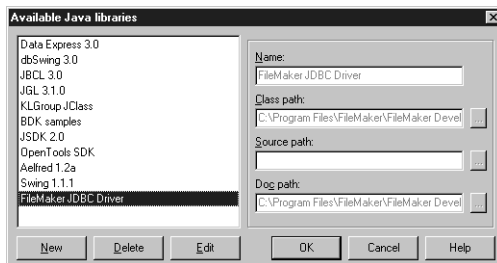 Available Java libraries
Data Express 3.0
dbSwing 3.0
JBCL 3.0
JGL 3.1.0
KLGroup JClass
BDK samples
JSDK 2.0
OpenTools SDK
Aelfred 1.2a
Swing 1.1.1
FileMaker JDBC Driver
Name:
FileMaker JDBC Driver
Class path:
C:\Program Files\FileMaker\FileMaker Devel
...
Source path:
...
Doc path:
C:\Program Files\FileMaker\FileMaker Devel
...
New Delete Edit OK Cancel Help